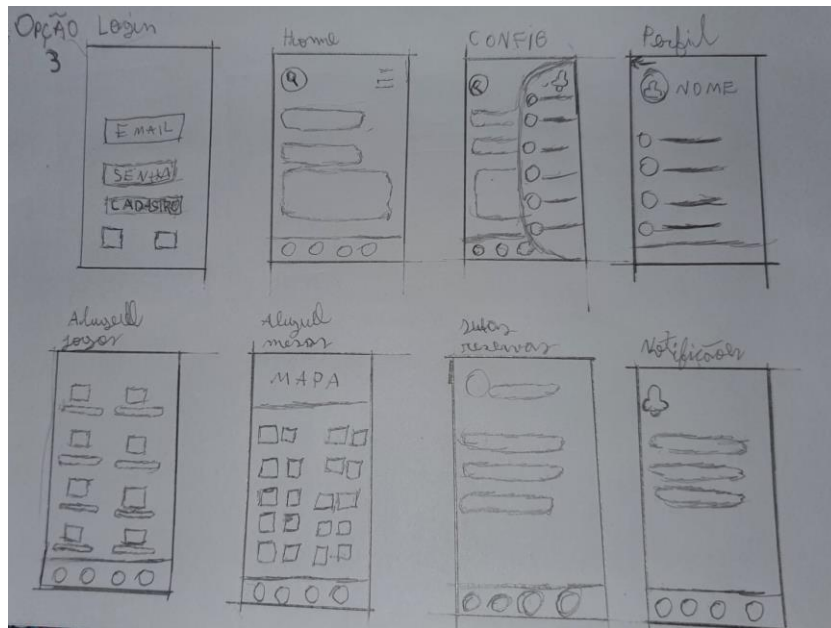 OPÇÃO
3
Login
EMAIL
SENHA
CADASTRO
Home
CONFIG
Perfil
NOME
Aluguel
jogos
Aluguel
mesas
MAPA
suas
reservas
Notificações